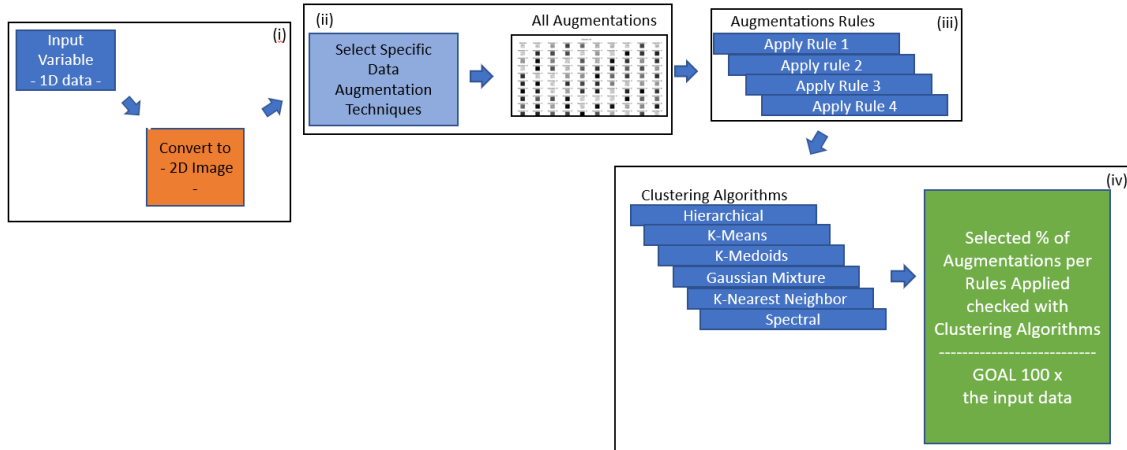 Input
Variable
- 1D data -
(i)
Convert to
- 2D Image
-
(ii)
Select Specific
Data
Augmentation
Techniques
All Augmentations
Augmentations Rules
(iii)
Apply Rule 1
Apply rule 2
Apply Rule 3
Apply Rule 4
(iv)
Clustering Algorithms
Hierarchical
K-Means
K-Medoids
Gaussian Mixture
K-Nearest Neighbor
Spectral
Selected % of
Augmentations per
Rules Applied
checked with
Clustering Algorithms
----------------------------
GOAL 100 x
the input data